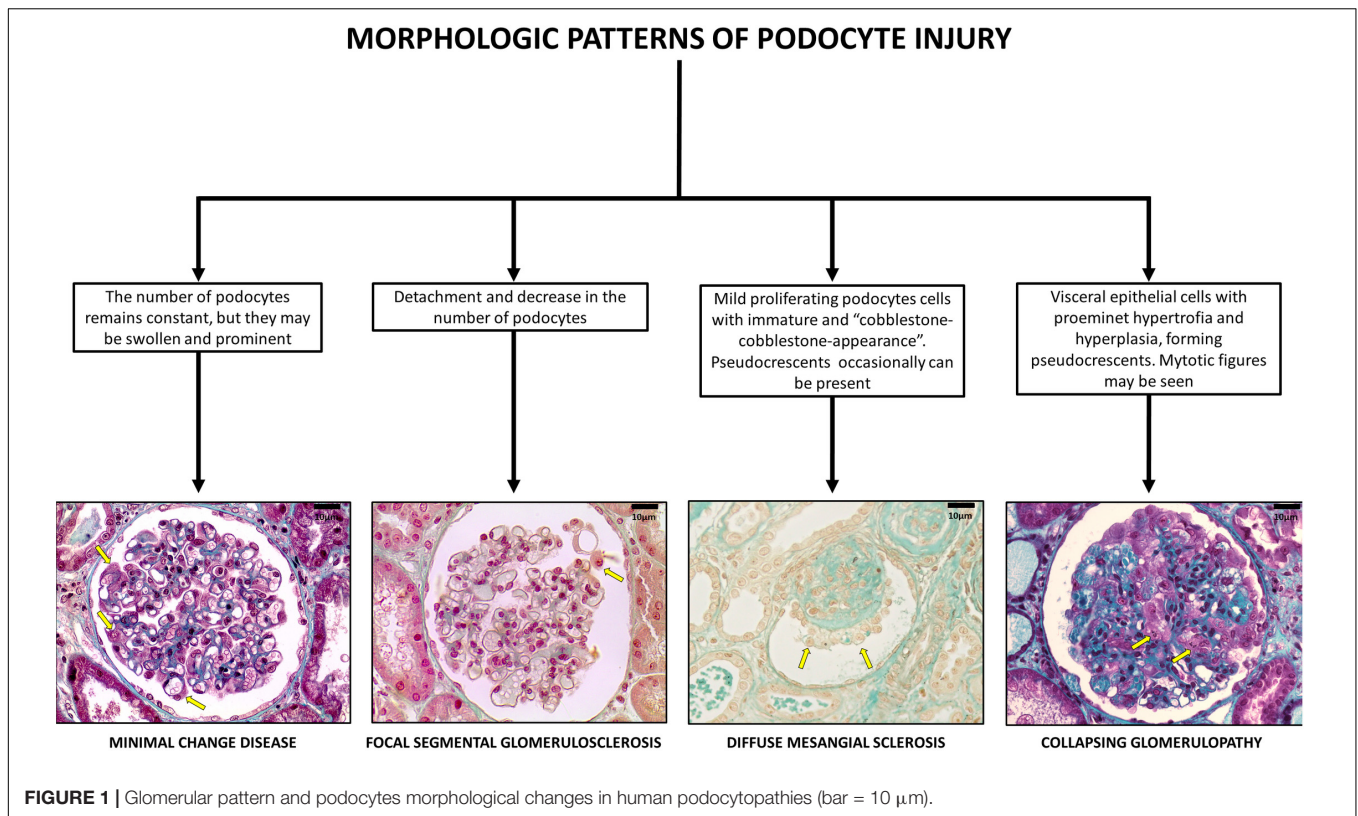 MORPHOLOGIC PATTERNS OF PODOCYTE INJURY
The number of podocytes
remains constant, but they may
be swollen and prominent
Detachment and decrease in the
number of podocytes
Mild proliferating podocytes cells
with immature and “cobblestone-
cobblestone-appearance”.
Pseudocrescents occasionally can
be present
Visceral epithelial cells with
proeminet hypertrofia and
hyperplasia, forming
pseudocrescents. Mytotic figures
may be seen
10µm
10µm
10µm
10µm
MINIMAL CHANGE DISEASE
FOCAL SEGMENTAL GLOMERULOSCLEROSIS
DIFFUSE MESANGIAL SCLEROSIS
COLLAPSING GLOMERULOPATHY
FIGURE 1 | Glomerular pattern and podocytes morphological changes in human podocytopathies (bar = 10 µm).